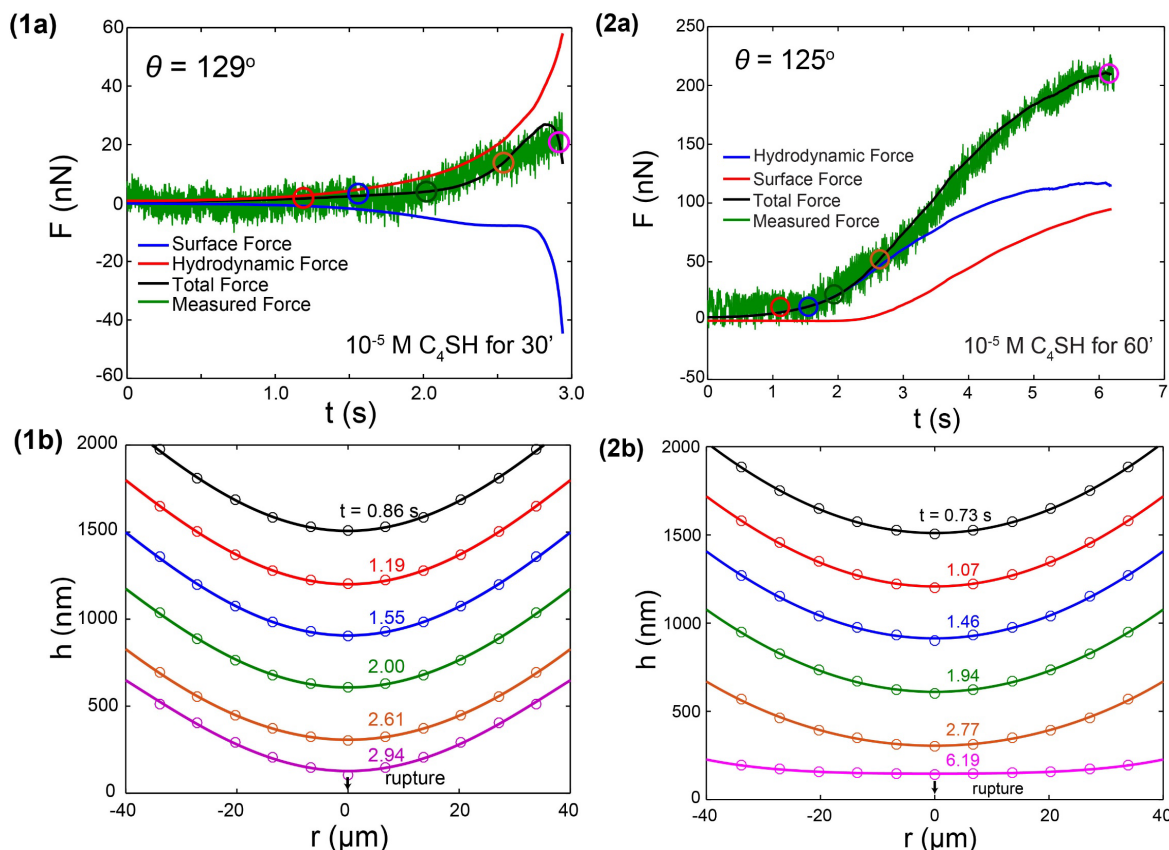 (1a)
60
40
20
0
-20
-40
-60
F (nN)
θ = 129°
Surface Force
Hydrodynamic Force
Total Force
Measured Force
10⁻⁵ M C₄SH for 30'
0.0
1.0
2.0
3.0
t (s)
(2a)
250
200
150
100
50
0
-50
F (nN)
θ = 125°
Hydrodynamic Force
Surface Force
Total Force
Measured Force
10⁻⁵ M C₄SH for 60'
0 1 2 3 4 5 6 7
t (s)
(1b)
2000
1500
1000
500
0
h (nm)
t = 0.86 s
1.19
1.55
2.00
2.61
2.94
rupture
-40 -20 0 20 40
r (µm)
(2b)
2000
1500
1000
500
0
h (nm)
t = 0.73 s
1.07
1.46
1.94
2.77
6.19
rupture
-40 -20 0 20 40
r (µm)